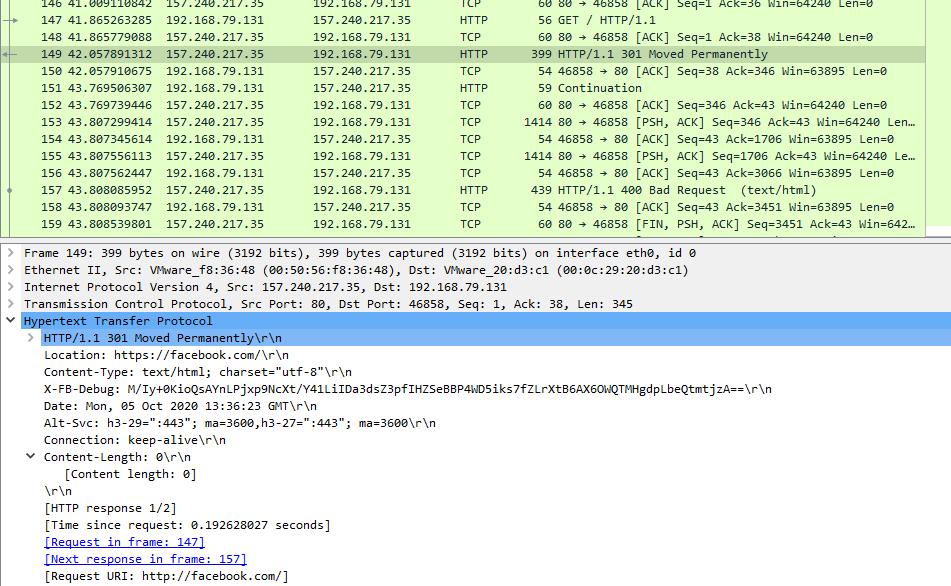 146 41.009110842 157.240.217.35 192.168.79.131 TCP 60 80 → 46858 [ACK] Seq=1 Ack=36 Win=64240 Len=0
147 41.865263285 192.168.79.131 157.240.217.35 HTTP 56 GET / HTTP/1.1
148 41.865779088 157.240.217.35 192.168.79.131 TCP 60 80 → 46858 [ACK] Seq=1 Ack=38 Win=64240 Len=0
149 42.057891312 157.240.217.35 192.168.79.131 HTTP 399 HTTP/1.1 301 Moved Permanently
150 42.057910675 192.168.79.131 157.240.217.35 TCP 54 46858 → 80 [ACK] Seq=38 Ack=346 Win=63895 Len=0
151 43.769506307 192.168.79.131 157.240.217.35 HTTP 59 Continuation
152 43.769739446 157.240.217.35 192.168.79.131 TCP 60 80 → 46858 [ACK] Seq=346 Ack=43 Win=64240 Len=0
153 43.807299414 157.240.217.35 192.168.79.131 TCP 1414 80 → 46858 [PSH, ACK] Seq=346 Ack=43 Win=64240 Len…
154 43.807345614 192.168.79.131 157.240.217.35 TCP 54 46858 → 80 [ACK] Seq=43 Ack=1706 Win=63895 Len=0
155 43.807556113 157.240.217.35 192.168.79.131 TCP 1414 80 → 46858 [PSH, ACK] Seq=1706 Ack=43 Win=64240 Le…
156 43.807562447 192.168.79.131 157.240.217.35 TCP 54 46858 → 80 [ACK] Seq=43 Ack=3066 Win=63895 Len=0
157 43.808085952 157.240.217.35 192.168.79.131 HTTP 439 HTTP/1.1 400 Bad Request (text/html)
158 43.808093747 192.168.79.131 157.240.217.35 TCP 54 46858 → 80 [ACK] Seq=43 Ack=3451 Win=63895 Len=0
159 43.808539801 157.240.217.35 192.168.79.131 TCP 60 80 → 46858 [FIN, PSH, ACK] Seq=3451 Ack=43 Win=642…
Frame 149: 399 bytes on wire (3192 bits), 399 bytes captured (3192 bits) on interface eth0, id 0
Ethernet II, Src: VMware_f8:36:48 (00:50:56:f8:36:48), Dst: VMware_20:d3:c1 (00:0c:29:20:d3:c1)
Internet Protocol Version 4, Src: 157.240.217.35, Dst: 192.168.79.131
Transmission Control Protocol, Src Port: 80, Dst Port: 46858, Seq: 1, Ack: 38, Len: 345
Hypertext Transfer Protocol
HTTP/1.1 301 Moved Permanently\r\n
Location: https://facebook.com/\r\n
Content-Type: text/html; charset="utf-8"\r\n
X-FB-Debug: M/Iy+0KioQsAYnLPjxp9NcXt/Y41LiIDa3dsZ3pfIHZSeBBP4WD5iks7fZLrXtB6AX6OWQTMHgdpLbeQtmtjzA==\r\n
Date: Mon, 05 Oct 2020 13:36:23 GMT\r\n
Alt-Svc: h3-29=":443"; ma=3600,h3-27=":443"; ma=3600\r\n
Connection: keep-alive\r\n
Content-Length: 0\r\n
[Content length: 0]
\r\n
[HTTP response 1/2]
[Time since request: 0.192628027 seconds]
[Request in frame: 147]
[Next response in frame: 157]
[Request URI: http://facebook.com/]